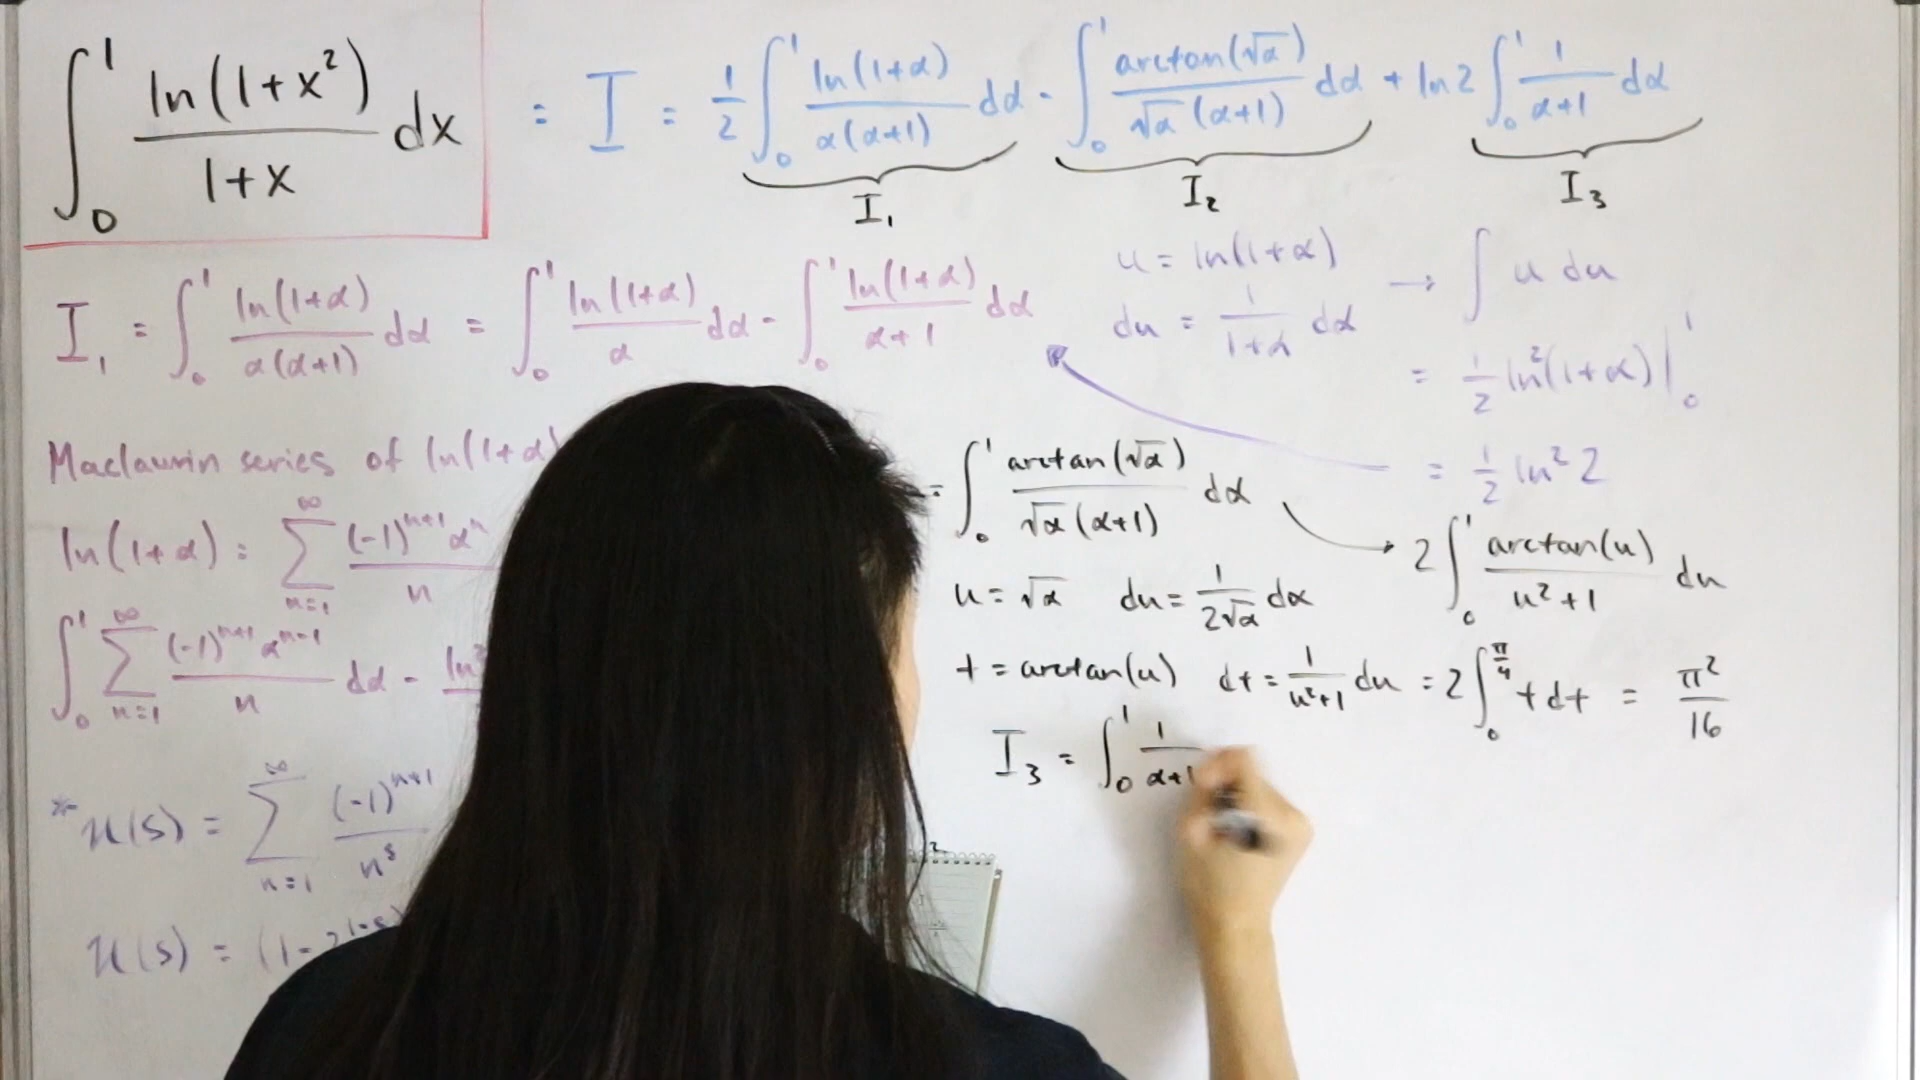 ∫₀¹ ln(1+x²)/(1+x) dx = I = 1/2 ∫₀¹ ln(1+α)/(α(α+1)) dα - ∫₀¹ arctan(√α)/(√α(α+1)) dα + ln2 ∫₀¹ 1/(α+1) dα
I₁ I₂ I₃
I₁ = ∫₀¹ ln(1+α)/(α(α+1)) dα = ∫₀¹ ln(1+α)/α dα - ∫₀¹ ln(1+α)/(α+1) dα
u = ln(1+α)
du = 1/(1+α) dα → ∫ u du
= 1/2 ln²(1+α)|₀¹
= 1/2 ln²2
Maclaurin series of ln(1+α)
ln(1+α) = ∑ₙ₌₁^∞ (-1)ⁿ⁺¹αⁿ/n
∫₀¹ ∑ₙ₌₁^∞ (-1)ⁿ⁺¹αⁿ⁻¹/n dα - ln²
*η(s) = ∑ₙ₌₁^∞ (-1)ⁿ⁺¹/nˢ
η(s) = (1-2¹⁻ˢ)
= ∫₀¹ arctan(√α)/(√α(α+1)) dα → 2∫₀¹ arctan(u)/(u²+1) du
u = √α du = 1/(2√α) dα
t = arctan(u) dt = 1/(u²+1) du = 2∫₀^(π/4) t dt = π²/16
I₃ = ∫₀¹ 1/(α+1)